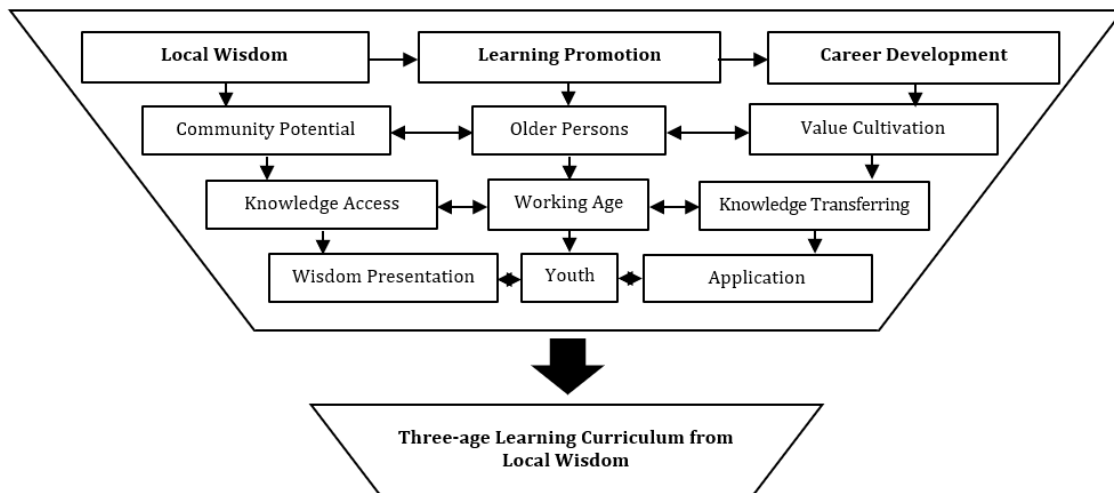 Local Wisdom
Learning Promotion
Career Development
Community Potential
Older Persons
Value Cultivation
Knowledge Access
Working Age
Knowledge Transferring
Wisdom Presentation
Youth
Application
Three-age Learning Curriculum from
Local Wisdom